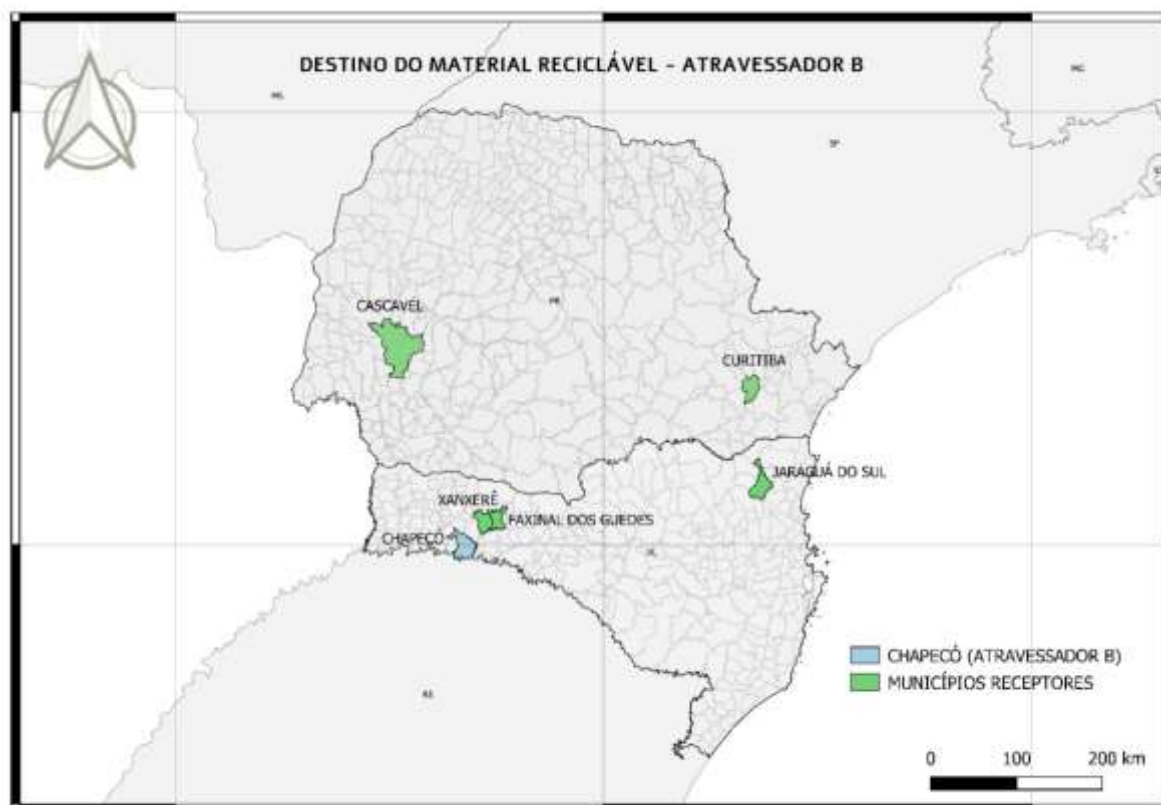 N
DESTINO DO MATERIAL RECICLÁVEL - ATRAVESSADOR B
MG
SP
CASCAVEL
PR
CURITIBA
JARAGUÁ DO SUL
XANXERÊ
FAXINAL DOS GUEDES
CHAPECÓ
CHAPECÓ (ATRAVESSADOR B)
MUNICÍPIOS RECEPTORES
RS
0 100 200 km